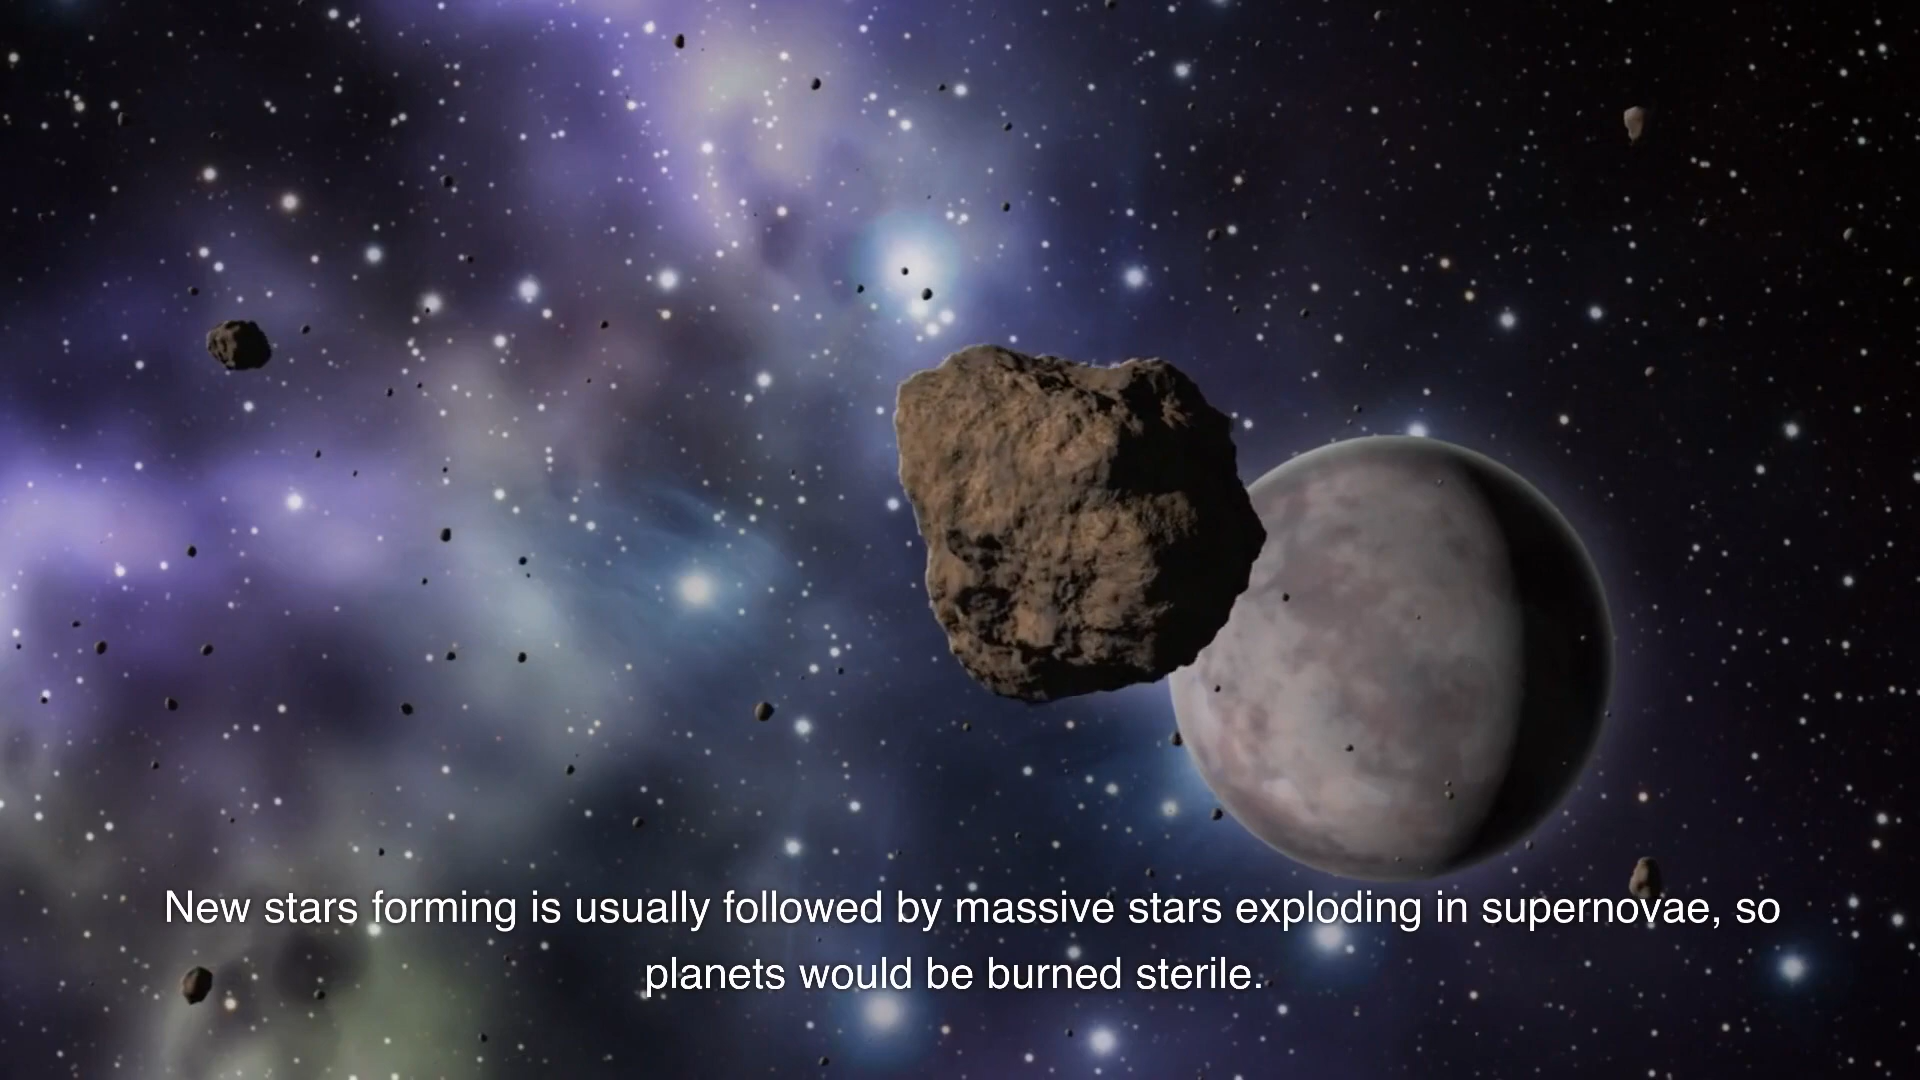 New stars forming is usually followed by massive stars exploding in supernovae, so
planets would be burned sterile.